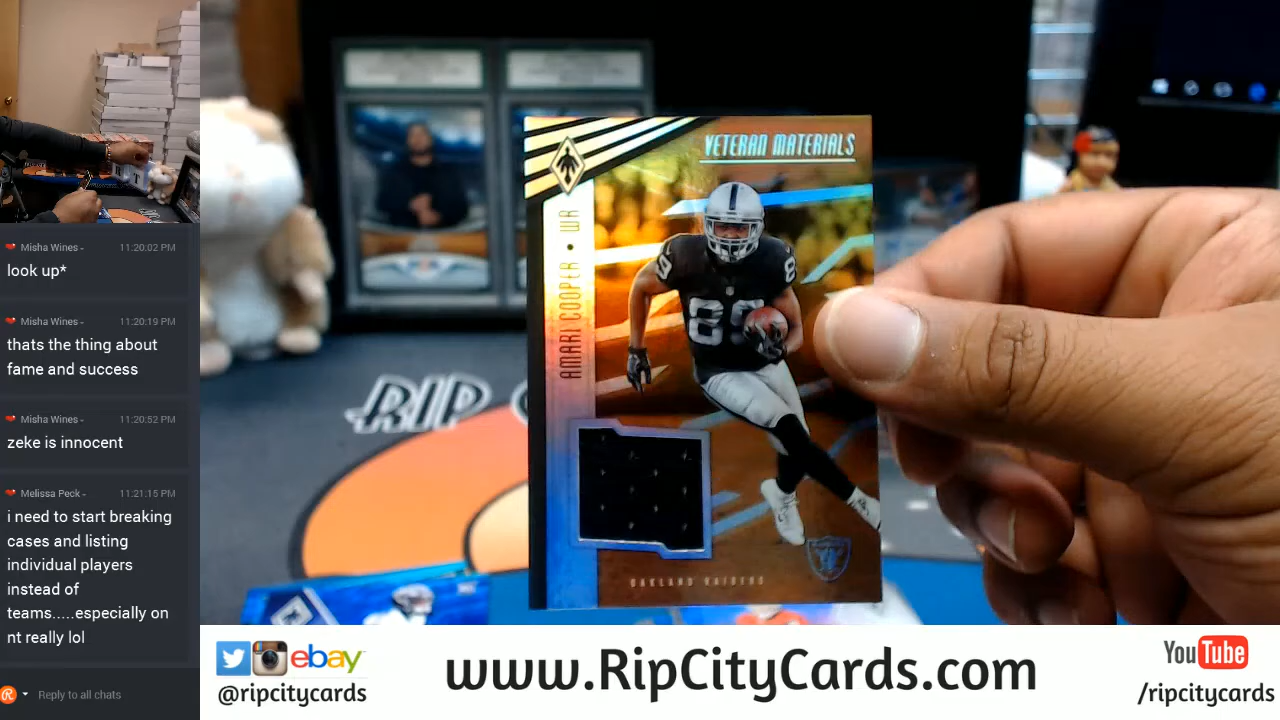 Misha Wines - 11:20:02 PM
look up*
Misha Wines - 11:20:19 PM
thats the thing about
fame and success
Misha Wines - 11:20:52 PM
zeke is innocent
Melissa Peck - 11:21:15 PM
i need to start breaking
cases and listing
individual players
instead of
teams.....especially on
nt really lol
Reply to all chats
VETERAN MATERIALS
AMARI COOPER • WR
89
89
OAKLAND RAIDERS
RIP
ebay
@ripcitycards
www.RipCityCards.com
YouTube
/ripcitycards